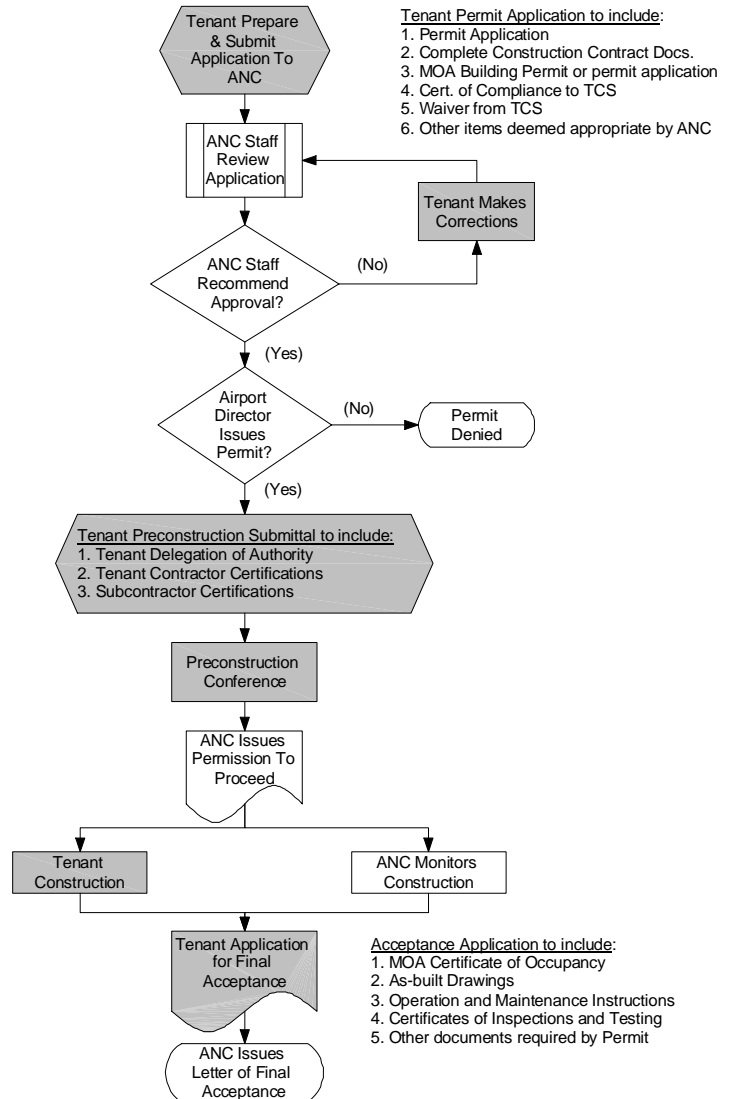 Tenant Prepare
& Submit
Application To
ANC
Tenant Permit Application to include:
1. Permit Application
2. Complete Construction Contract Docs.
3. MOA Building Permit or permit application
4. Cert. of Compliance to TCS
5. Waiver from TCS
6. Other items deemed appropriate by ANC
ANC Staff
Review
Application
Tenant Makes
Corrections
ANC Staff
Recommend
Approval?
(No)
(Yes)
Airport
Director
Issues
Permit?
(No)
Permit
Denied
(Yes)
Tenant Preconstruction Submittal to include:
1. Tenant Delegation of Authority
2. Tenant Contractor Certifications
3. Subcontractor Certifications
Preconstruction
Conference
ANC Issues
Permission To
Proceed
Tenant
Construction
ANC Monitors
Construction
Tenant Application
for Final
Acceptance
Acceptance Application to include:
1. MOA Certificate of Occupancy
2. As-built Drawings
3. Operation and Maintenance Instructions
4. Certificates of Inspections and Testing
5. Other documents required by Permit
ANC Issues
Letter of Final
Acceptance